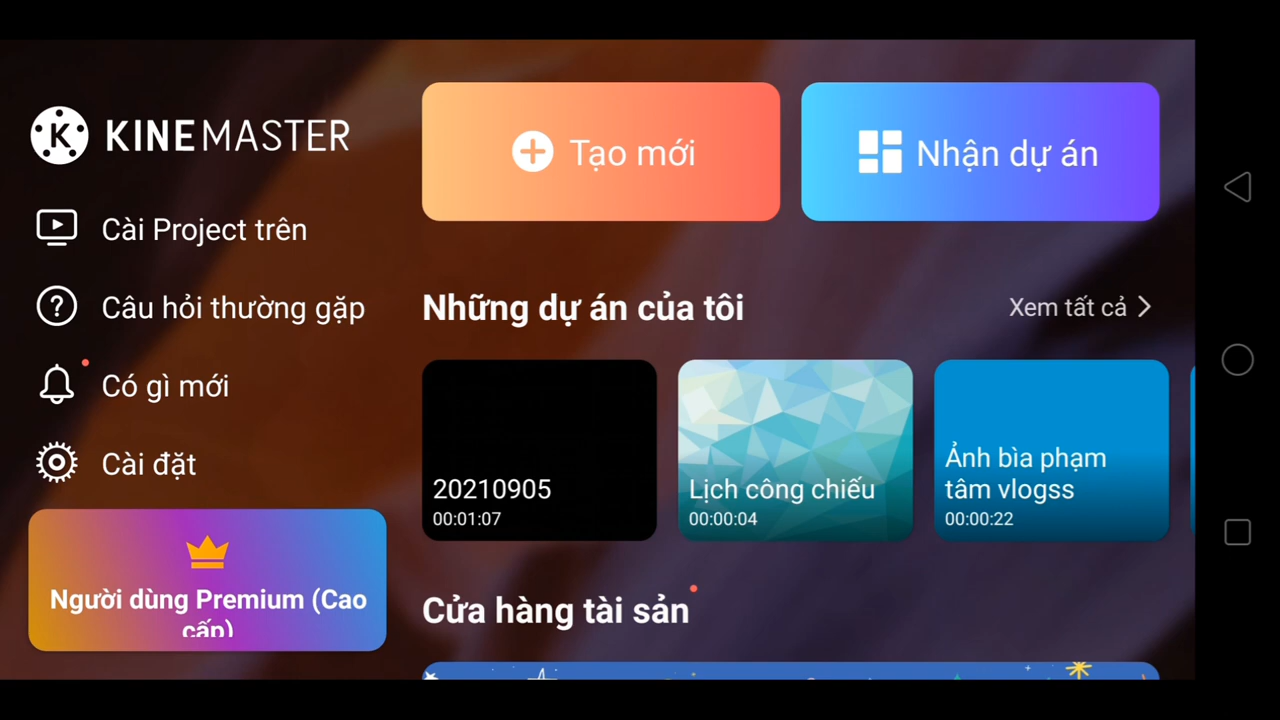 KINEMASTER
Cài Project trên
Câu hỏi thường gặp
Có gì mới
Cài đặt
Người dùng Premium (Cao
cấp)
Tạo mới
Nhận dự án
Những dự án của tôi
Xem tất cả
20210905
00:01:07
Lịch công chiếu
00:00:04
Ảnh bìa phạm
tâm vlogss
00:00:22
Cửa hàng tài sản